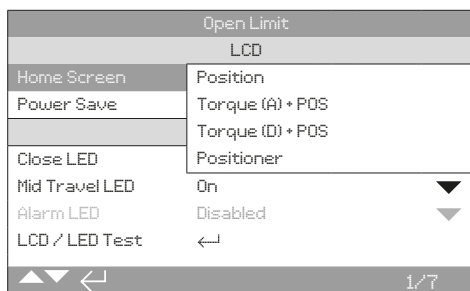 Open Limit
LCD
Home Screen Position
Power Save Torque (A) + POS
Torque (D) + POS
Close LED Positioner
Mid Travel LED On
Alarm LED Disabled
LCD / LED Test
1/7